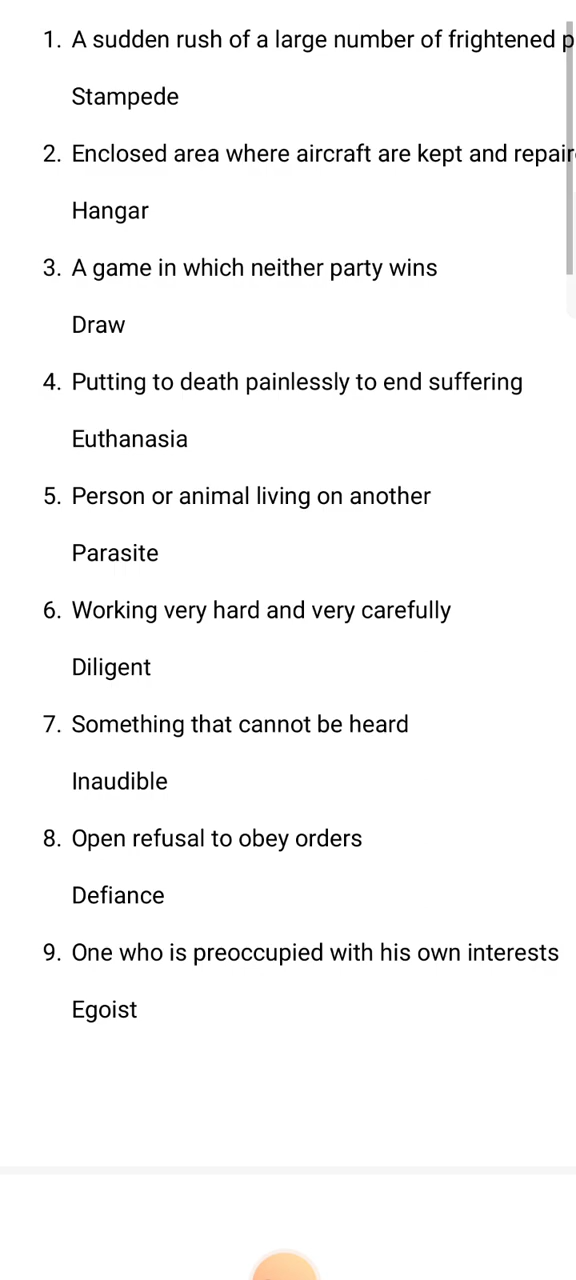 1. A sudden rush of a large number of frightened
Stampede
2. Enclosed area where aircraft are kept and
Hangar
3. A game in which neither party wins
Draw
4. Putting to death painlessly to end suffering
Euthanasia
5. Person or animal living on another
Parasite
6. Working very hard and very carefully
Diligent
7. Something that cannot be heard
Inaudible
8. Open refusal to obey orders
Defiance
9. One who is preoccupied with his own interests
Egoist